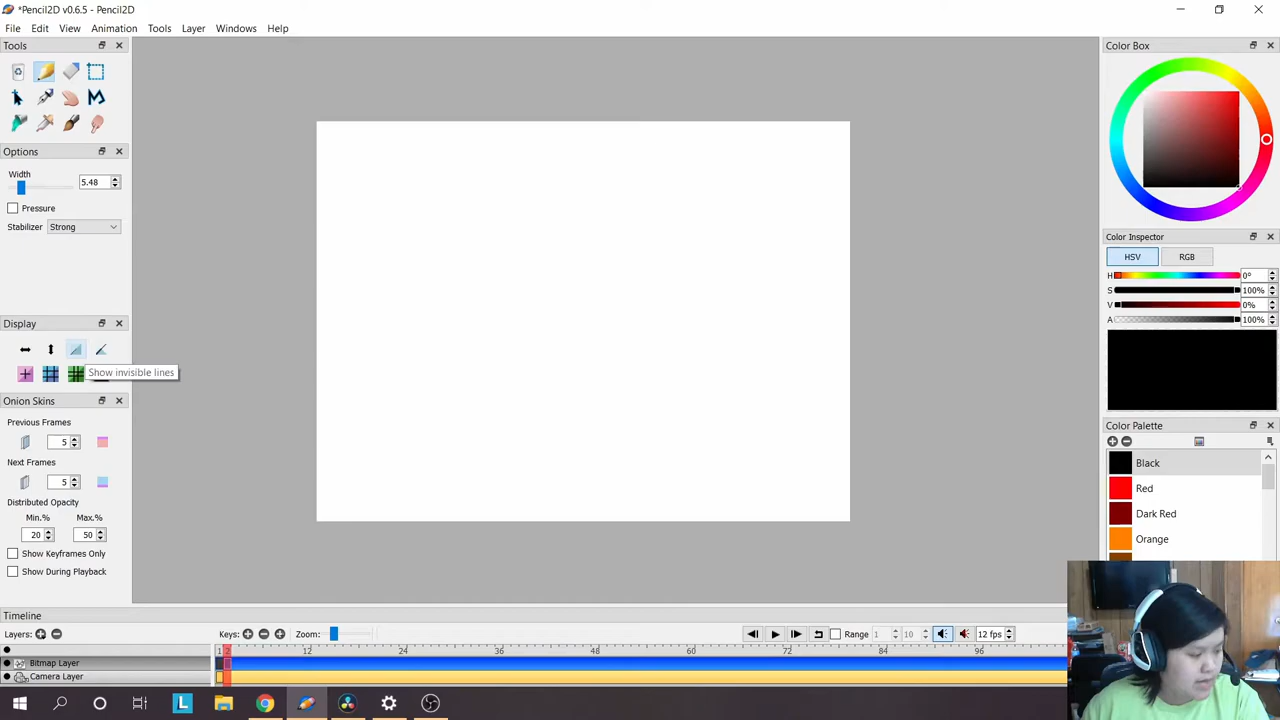 *Pencil2D v0.6.5 - Pencil2D
File Edit View Animation Tools Layer Windows Help
Tools
Options
Width
5.48
Pressure
Stabilizer Strong
Display
Show invisible lines
Onion Skins
Previous Frames
5
Next Frames
5
Distributed Opacity
Min.% Max.%
20 50
Show Keyframes Only
Show During Playback
Color Box
Color Inspector
HSV RGB
H 0°
S 100%
V 0%
A 100%
Color Palette
Black
Red
Dark Red
Orange
Timeline
Layers: Keys: Zoom: Range 1 10 12 fps
1 2 12 24 36 48 60 72 84 96
Bitmap Layer
Camera Layer
L